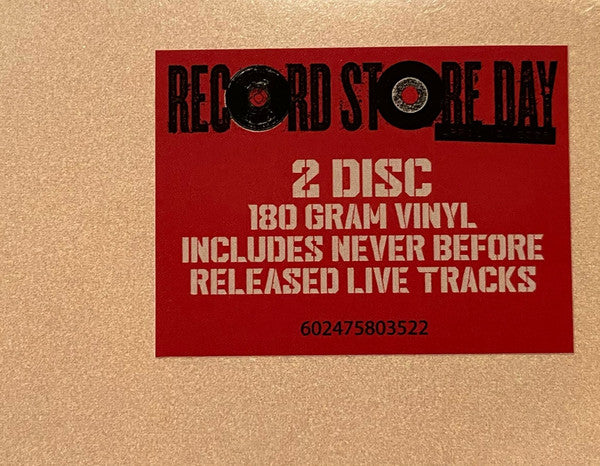 RECORD STORE DAY
2 DISC
180 GRAM VINYL
INCLUDES NEVER BEFORE
RELEASED LIVE TRACKS
602475803522